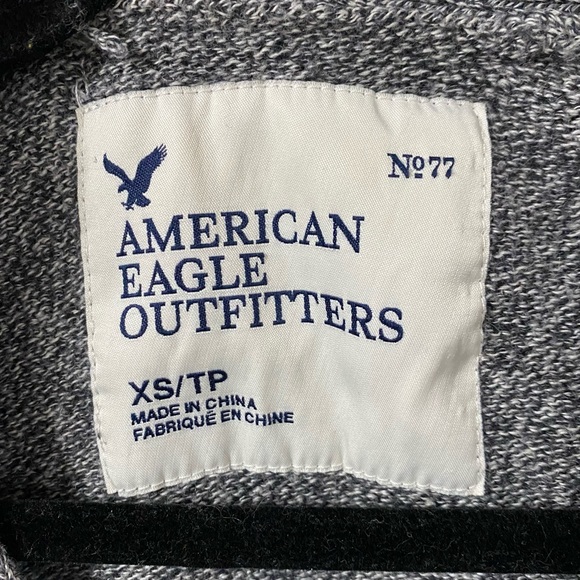 Nº77
AMERICAN
EAGLE
OUTFITTERS
XS/TP
MADE IN CHINA
FABRIQUÉ EN CHINE